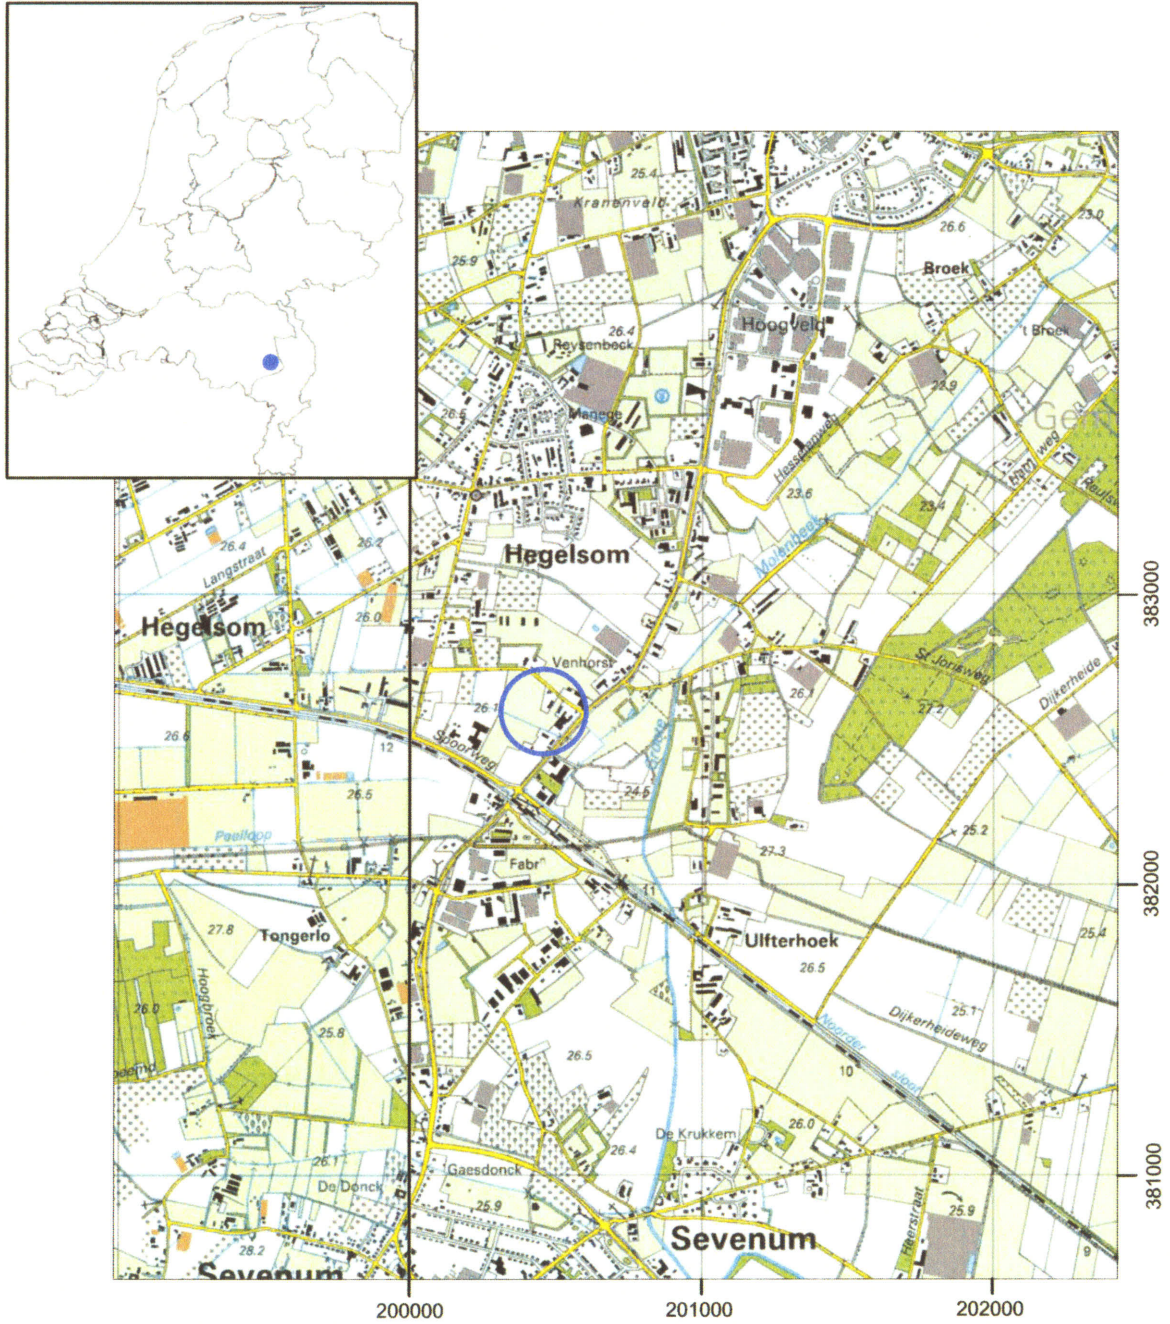 25.4
Kranenveld
23.0
26.6
25.9
Broek
Hoogveld
't Broek
26.4
Reysenbeck
23.9
26.5
Manege
Hessenweg
23.6
23.4
Molenbeek
26.4
26.2
Langstraat
Hegelsom
26.0
383000
Hegelsom
Venhorst
St Jorisweg
Dijkerheide
26.1
27.2
26.1
26.6
12
Spoorweg
26.5
24.5
25.2
Peelloop
27.3
Fabr
11
382000
27.8
Tongerlo
Ulfterhoek
25.4
26.5
Hoogbroek
26.0
25.1
25.8
Noorder
Dijkerheideweg
26.5
10
sloot
26.0
De Krukkem
26.4
26.1
Gaesdonck
381000
De Donck
25.9
Heerstraat
25.9
Sevenum
28.2
9
Sevenum
200000
201000
202000